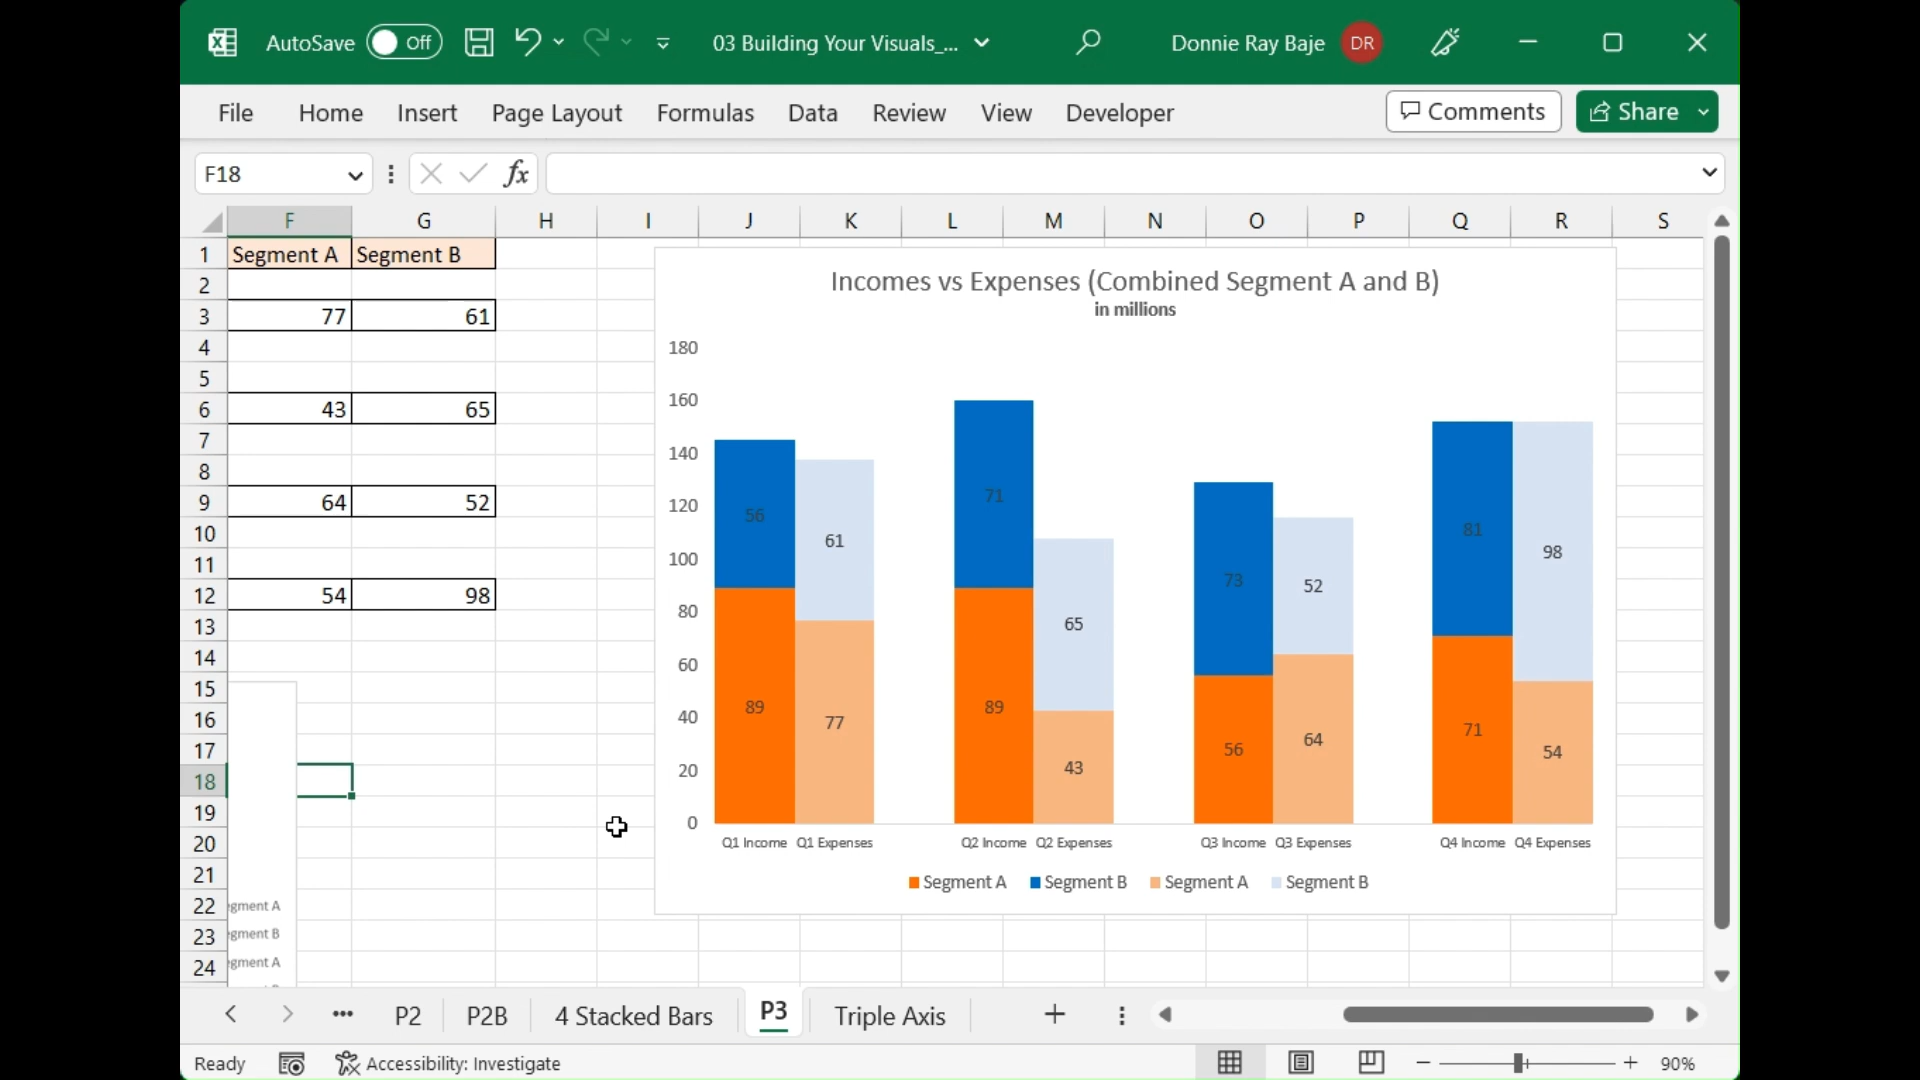 AutoSave Off 03 Building Your Visuals_... Donnie Ray Baje DR
File Home Insert Page Layout Formulas Data Review View Developer Comments Share
F18 fx
F G H I J K L M N O P Q R S
1 Segment A Segment B
2
3 77 61
4
5
6 43 65
7
8
9 64 52
10
11
12 54 98
13
14
15
16
17
18
19
20
21
22 gment A
23 gment B
24 gment A
Incomes vs Expenses (Combined Segment A and B)
in millions
180
160
140
120
100
80
60
40
20
0
56 61 71 65 73 52 81 98
89 77 89 43 56 64 71 54
Q1 Income Q1 Expenses Q2 Income Q2 Expenses Q3 Income Q3 Expenses Q4 Income Q4 Expenses
Segment A Segment B Segment A Segment B
P2 P2B 4 Stacked Bars P3 Triple Axis
Ready Accessibility: Investigate 90%